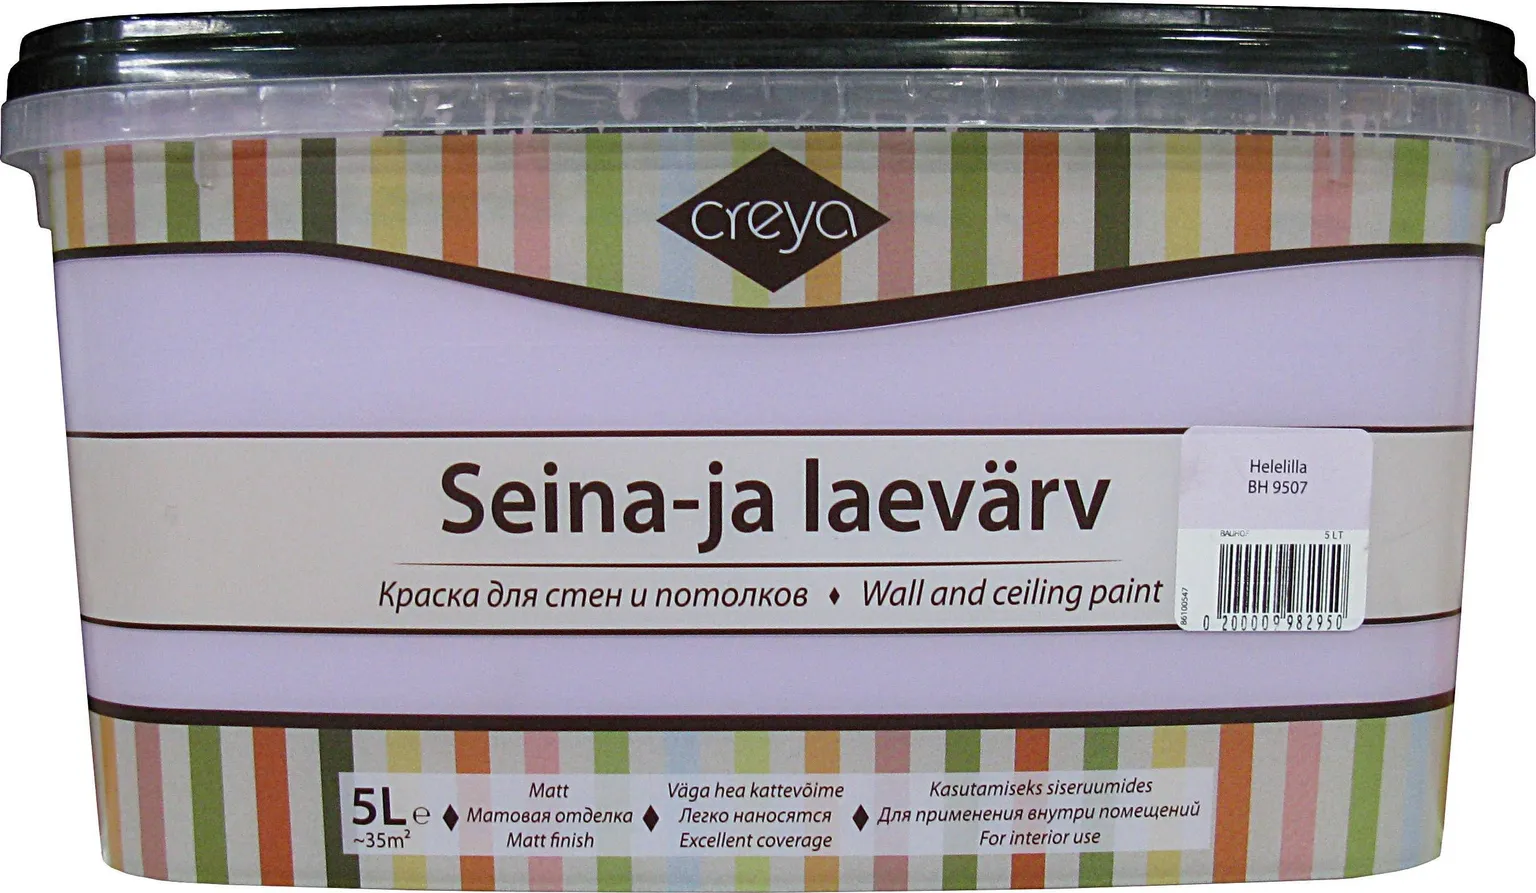 creya
Seina-ja laevärv
Краска для стен и потолков ♦ Wall and ceiling paint
Helelilla
BH 9507
BAUHOF 5 LT
B6100547
0 200009 982950
5L ℮
~35m²
Matt
Матовая отделка
Matt finish
Väga hea kattevõime
Легко наносятся
Excellent coverage
Kasutamiseks siseruumides
Для применения внутри помещений
For interior use